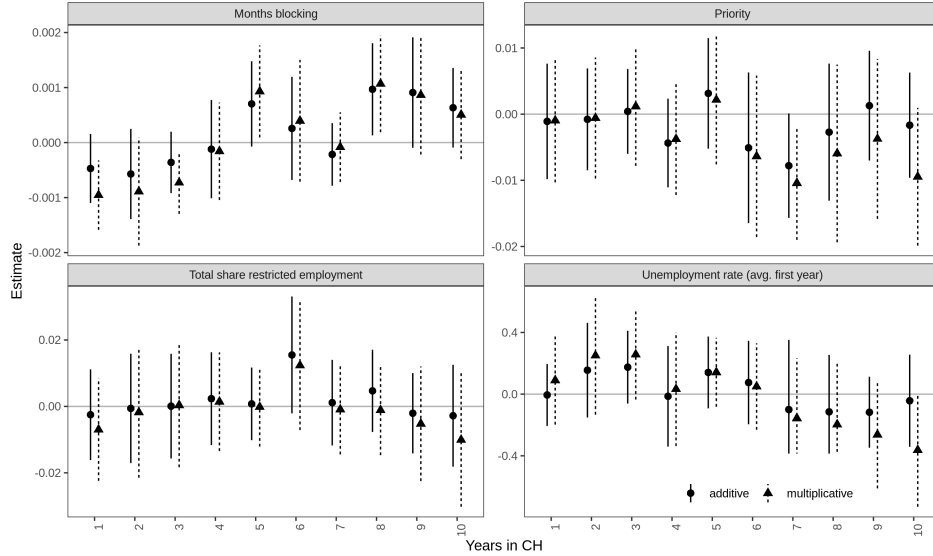 Months blocking
Priority
0.002
0.001
0.000
-0.001
-0.002
0.01
0.00
-0.01
-0.02
Estimate
Total share restricted employment
Unemployment rate (avg. first year)
0.02
0.00
-0.02
0.4
0.0
-0.4
additive
multiplicative
1 2 3 4 5 6 7 8 9 10
1 2 3 4 5 6 7 8 9 10
Years in CH